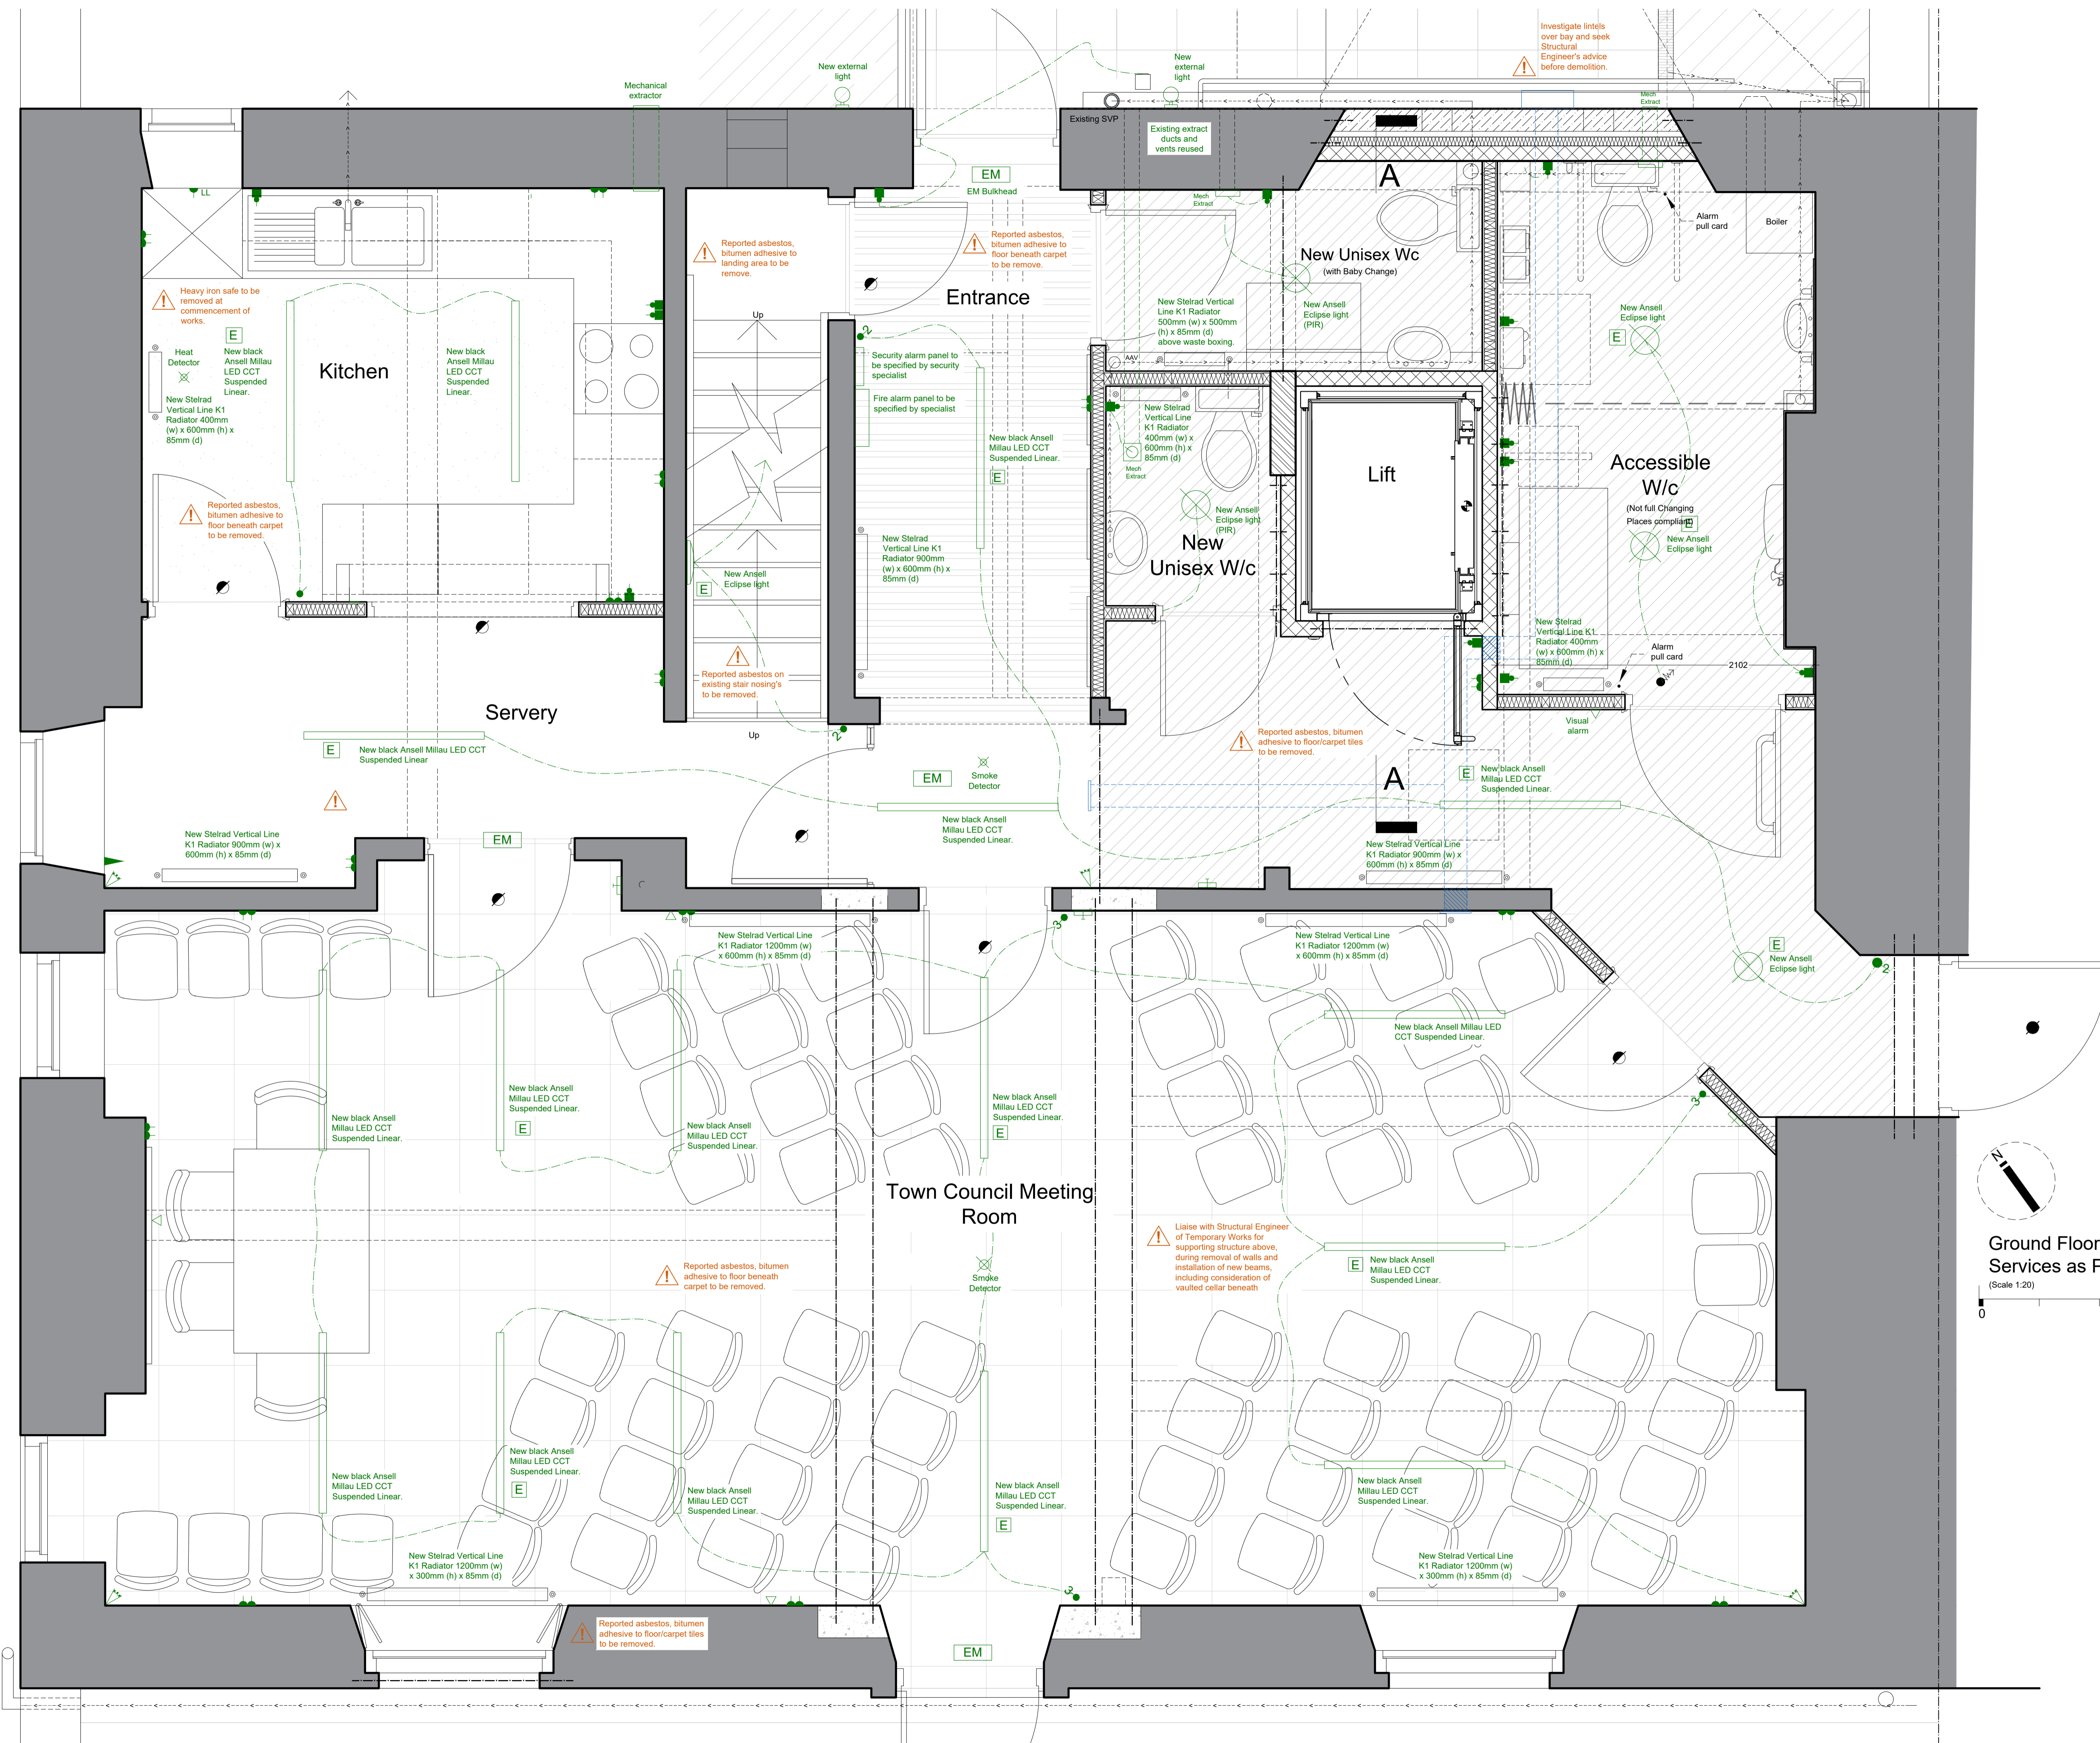 Investigate lintels
over bay and seek
Structural
Engineer's advice
before demolition.
New external
light
New
external
light
Mechanical
extractor
Mech
Extract
Existing SVP
Existing extract
ducts and
vents reused
EM
EM Bulkhead
Mech
Extract
A
LL
Alarm
pull card
Boiler
Reported asbestos,
bitumen adhesive to
landing area to be
remove.
Reported asbestos,
bitumen adhesive to
floor beneath carpet
to be remove.
New Unisex Wc
(with Baby Change)
Heavy iron safe to be
removed at
commencement of
works.
Entrance
New Stelrad Vertical
Line K1 Radiator
500mm (w) x 500mm
(h) x 85mm (d)
above waste boxing.
New Ansell
Eclipse light
(PIR)
New Ansell
Eclipse light
E
Up
2
E
Heat
Detector
New black
Ansell Millau
LED CCT
Suspended
Linear.
New black
Ansell Millau
LED CCT
Suspended
Linear.
Kitchen
Security alarm panel to
be specified by security
specialist
AAV
New Stelrad
Vertical Line K1
Radiator 400mm
(w) x 600mm (h) x
85mm (d)
Fire alarm panel to be
specified by specialist
New Stelrad
Vertical Line
K1 Radiator
400mm (w) x
600mm (h) x
85mm (d)
Mech
Extract
New black Ansell
Millau LED CCT
Suspended Linear.
E
Lift
Accessible
W/c
(Not full Changing
Places compliant)
E
New Ansell
Eclipse light
Reported asbestos,
bitumen adhesive to
floor beneath carpet
to be removed.
New Ansell
Eclipse light
(PIR)
New
Unisex W/c
New Stelrad
Vertical Line K1
Radiator 900mm
(w) x 600mm (h) x
85mm (d)
New Ansell
Eclipse light
E
New Stelrad
Vertical Line K1
Radiator 400mm
(w) x 600mm (h) x
85mm (d)
Alarm
pull card
2102
Reported asbestos on
existing stair nosing's
to be removed.
Servery
Visual
alarm
Up
2
Reported asbestos, bitumen
adhesive to floor/carpet tiles
to be removed.
E
New black Ansell Millau LED CCT
Suspended Linear
EM
Smoke
Detector
A
E
New black Ansell
Millau LED CCT
Suspended Linear.
New black Ansell
Millau LED CCT
Suspended Linear.
New Stelrad Vertical Line
K1 Radiator 900mm (w) x
600mm (h) x 85mm (d)
EM
New Stelrad Vertical Line
K1 Radiator 900mm (w) x
600mm (h) x 85mm (d)
3
New Stelrad Vertical Line
K1 Radiator 1200mm (w)
x 600mm (h) x 85mm (d)
New Stelrad Vertical Line
K1 Radiator 1200mm (w)
x 600mm (h) x 85mm (d)
E
New Ansell
Eclipse light
2
New black Ansell Millau LED
CCT Suspended Linear.
New black Ansell
Millau LED CCT
Suspended Linear.
E
New black Ansell
Millau LED CCT
Suspended Linear.
New black Ansell
Millau LED CCT
Suspended Linear.
New black Ansell
Millau LED CCT
Suspended Linear.
E
3
Town Council Meeting
Room
N
Liaise with Structural Engineer
of Temporary Works for
supporting structure above,
during removal of walls and
installation of new beams,
including consideration of
vaulted cellar beneath
Reported asbestos, bitumen
adhesive to floor beneath
carpet to be removed.
Smoke
Detector
E
New black Ansell
Millau LED CCT
Suspended Linear.
Ground Floor
Services as P
(Scale 1:20)
0
New black Ansell
Millau LED CCT
Suspended Linear.
New black Ansell
Millau LED CCT
Suspended Linear.
E
New black Ansell
Millau LED CCT
Suspended Linear.
New black Ansell
Millau LED CCT
Suspended Linear.
E
New black Ansell
Millau LED CCT
Suspended Linear.
New Stelrad Vertical Line
K1 Radiator 1200mm (w)
x 300mm (h) x 85mm (d)
New Stelrad Vertical Line
K1 Radiator 1200mm (w)
x 300mm (h) x 85mm (d)
3
Reported asbestos, bitumen
adhesive to floor/carpet tiles
to be removed.
EM